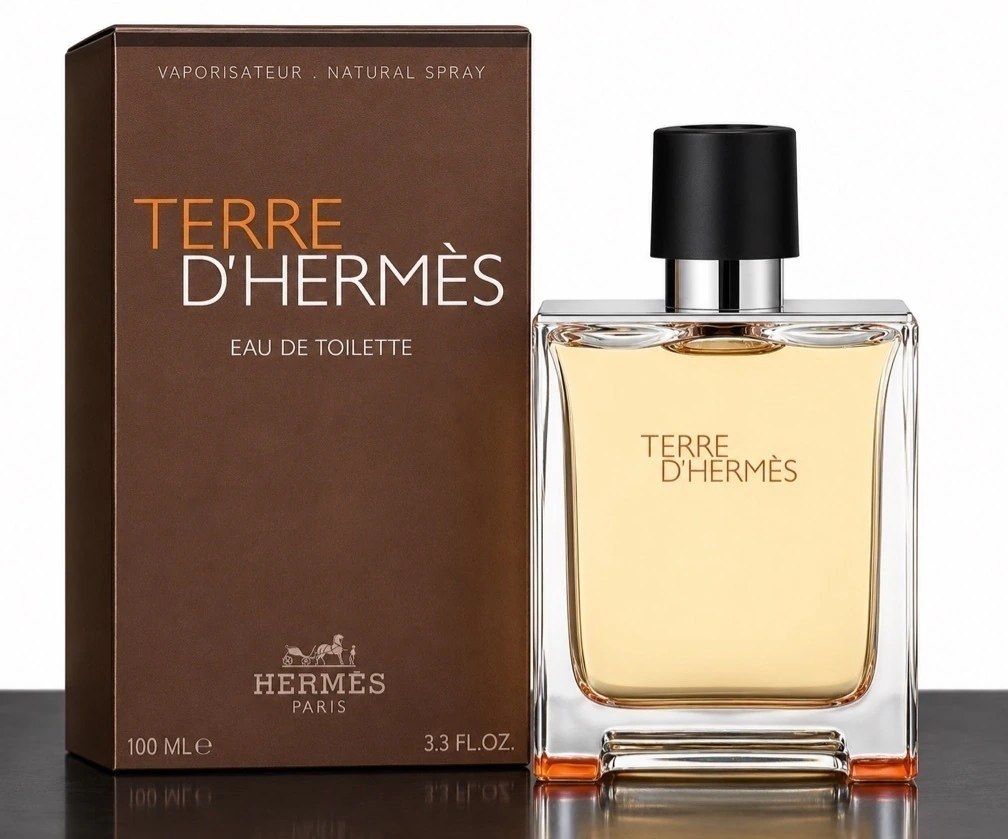 VAPORISATEUR . NATURAL SPRAY
TERRE
D'HERMÈS
EAU DE TOILETTE
HERMÈS
PARIS
100 ML℮
3.3 FL.OZ.
TERRE
D'HERMÈS